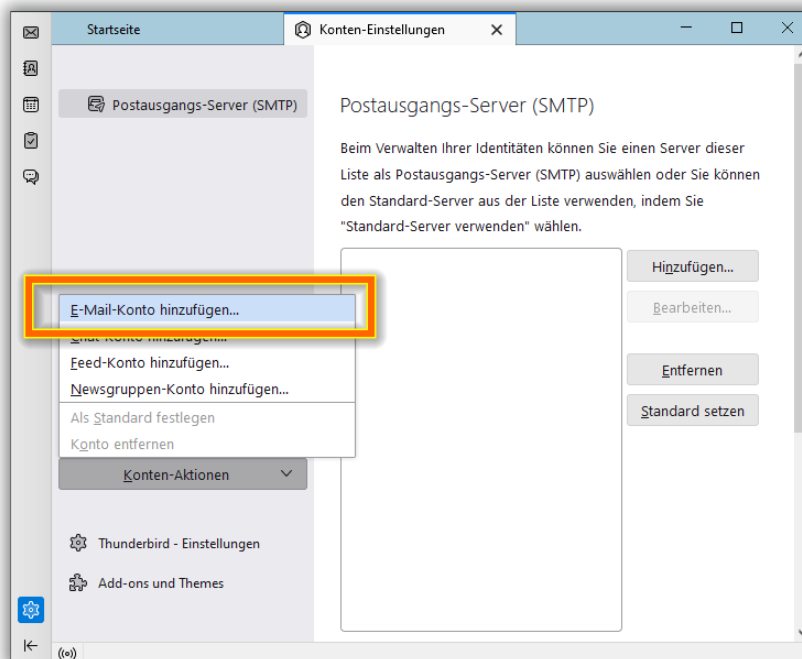 Startseite
Konten-Einstellungen
Postausgangs-Server (SMTP)
Postausgangs-Server (SMTP)
Beim Verwalten Ihrer Identitäten können Sie einen Server dieser
Liste als Postausgangs-Server (SMTP) auswählen oder Sie können
den Standard-Server aus der Liste verwenden, indem Sie
"Standard-Server verwenden" wählen.
Hinzufügen...
Bearbeiten...
Entfernen
Standard setzen
E-Mail-Konto hinzufügen...
Chat-Konto hinzufügen...
Feed-Konto hinzufügen...
Newsgruppen-Konto hinzufügen...
Als Standard festlegen
Konto entfernen
Konten-Aktionen
Thunderbird - Einstellungen
Add-ons und Themes